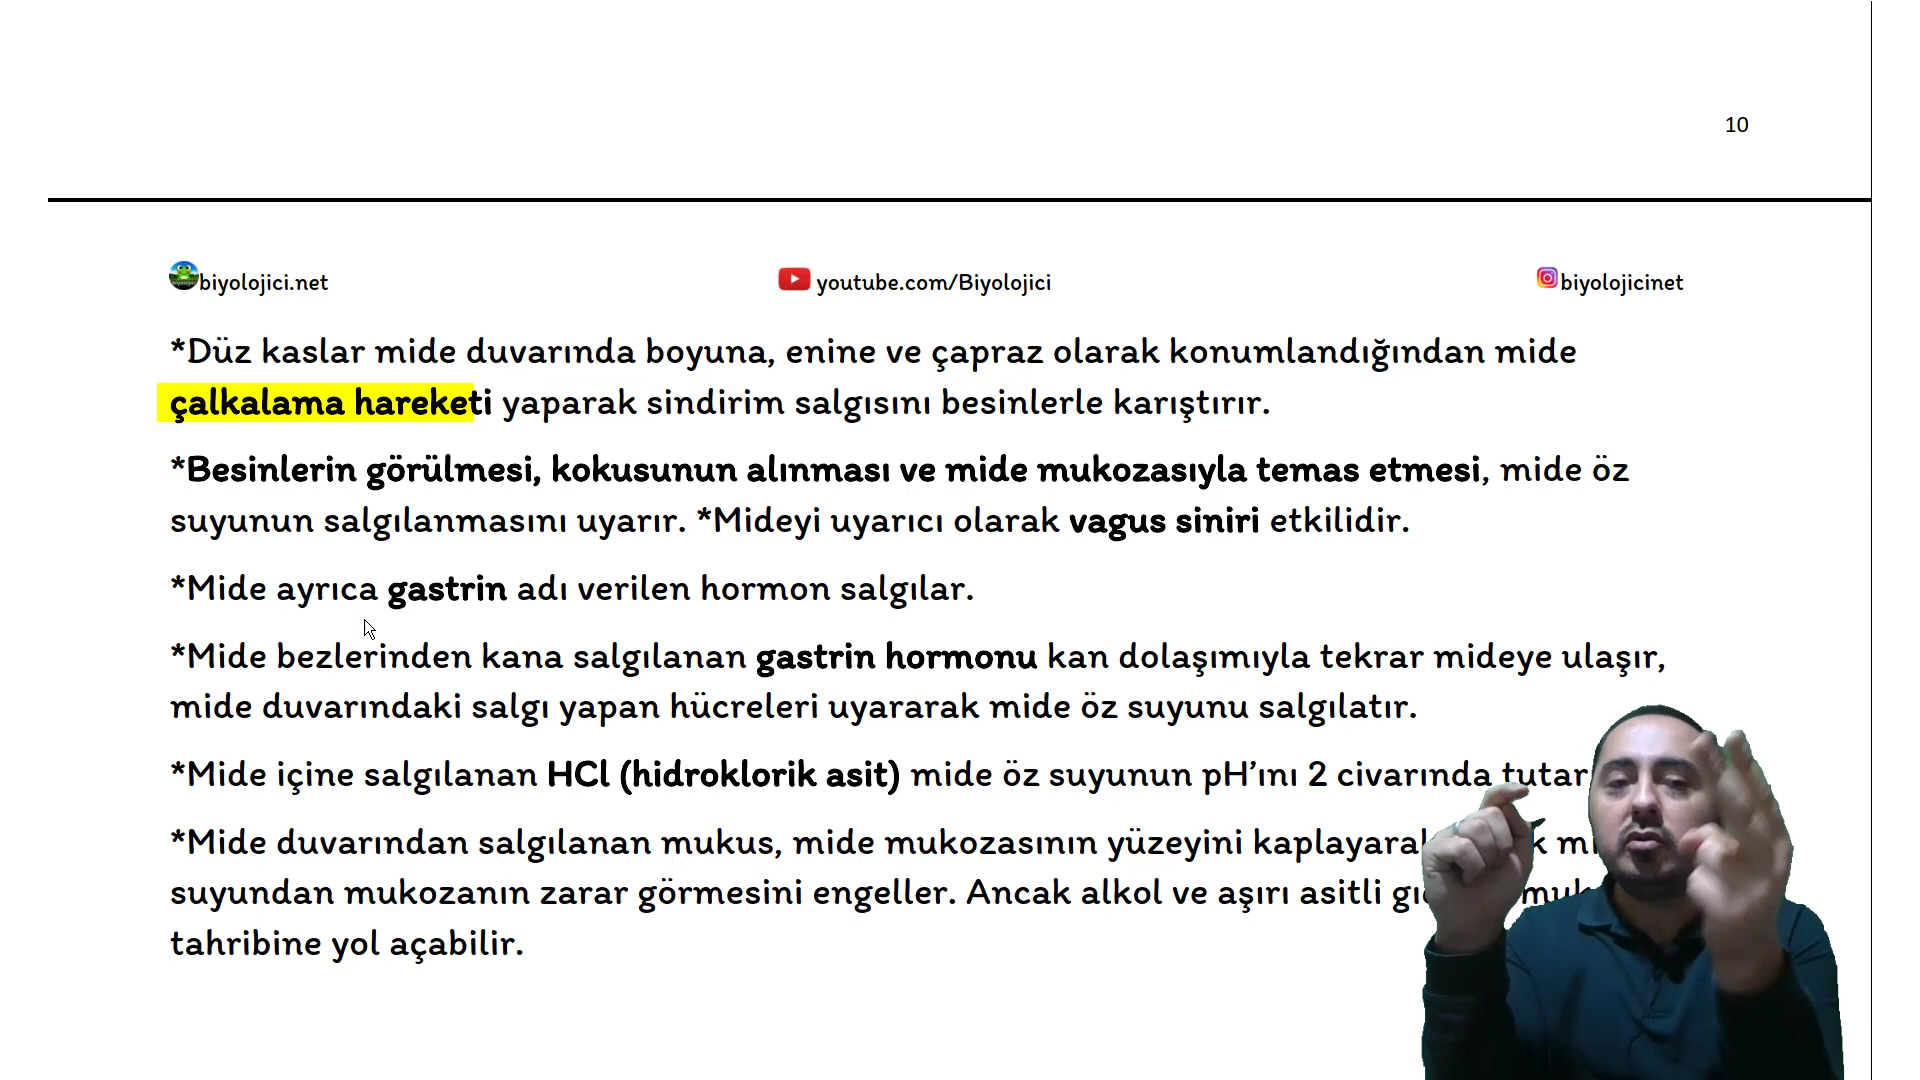 10
biyolojici.net
youtube.com/Biyolojici
biyolojicinet
*Düz kaslar mide duvarında boyuna, enine ve çapraz olarak konumlandığından mide
çalkalama hareketi yaparak sindirim salgısını besinlerle karıştırır.
*Besinlerin görülmesi, kokusunun alınması ve mide mukozasıyla temas etmesi, mide öz
suyunun salgılanmasını uyarır. *Mideyi uyarıcı olarak vagus siniri etkilidir.
*Mide ayrıca gastrin adı verilen hormon salgılar.
*Mide bezlerinden kana salgılanan gastrin hormonu kan dolaşımıyla tekrar mideye ulaşır,
mide duvarındaki salgı yapan hücreleri uyararak mide öz suyunu salgılatır.
*Mide içine salgılanan HCl (hidroklorik asit) mide öz suyunun pH’ını 2 civarında tutar
*Mide duvarından salgılanan mukus, mide mukozasının yüzeyini
suyundan mukozanın zarar görmesini engeller. Ancak alkol ve aşırı asitli
tahribine yol açabilir.